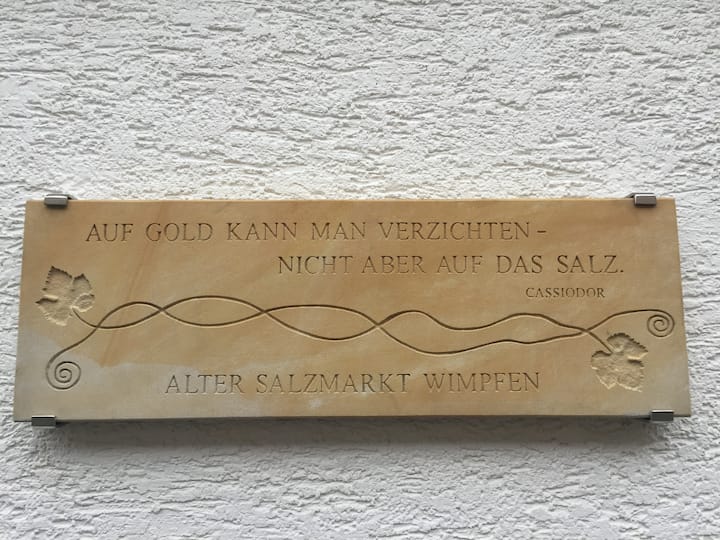 AUF GOLD KANN MAN VERZICHTEN –
NICHT ABER AUF DAS SALZ.
CASSIODOR
ALTER SALZMARKT WIMPFEN